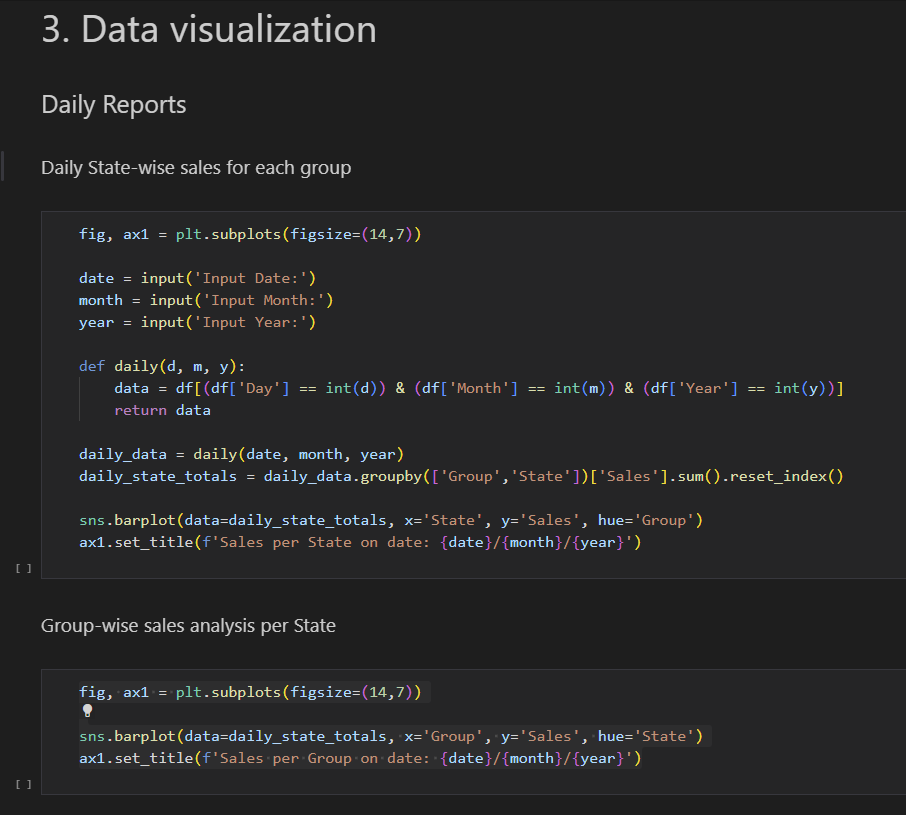 3. Data visualization
Daily Reports
Daily State-wise sales for each group
fig, ax1 = plt.subplots(figsize=(14,7))
date = input('Input Date:')
month = input('Input Month:')
year = input('Input Year:')
def daily(d, m, y):
    data = df[(df['Day'] == int(d)) & (df['Month'] == int(m)) & (df['Year'] == int(y))]
    return data
daily_data = daily(date, month, year)
daily_state_totals = daily_data.groupby(['Group','State'])['Sales'].sum().reset_index()
sns.barplot(data=daily_state_totals, x='State', y='Sales', hue='Group')
ax1.set_title(f'Sales per State on date: {date}/{month}/{year}')
[ ]
Group-wise sales analysis per State
fig, ax1 = plt.subplots(figsize=(14,7))
sns.barplot(data=daily_state_totals, x='Group', y='Sales', hue='State')
ax1.set_title(f'Sales per Group on date: {date}/{month}/{year}')
[ ]